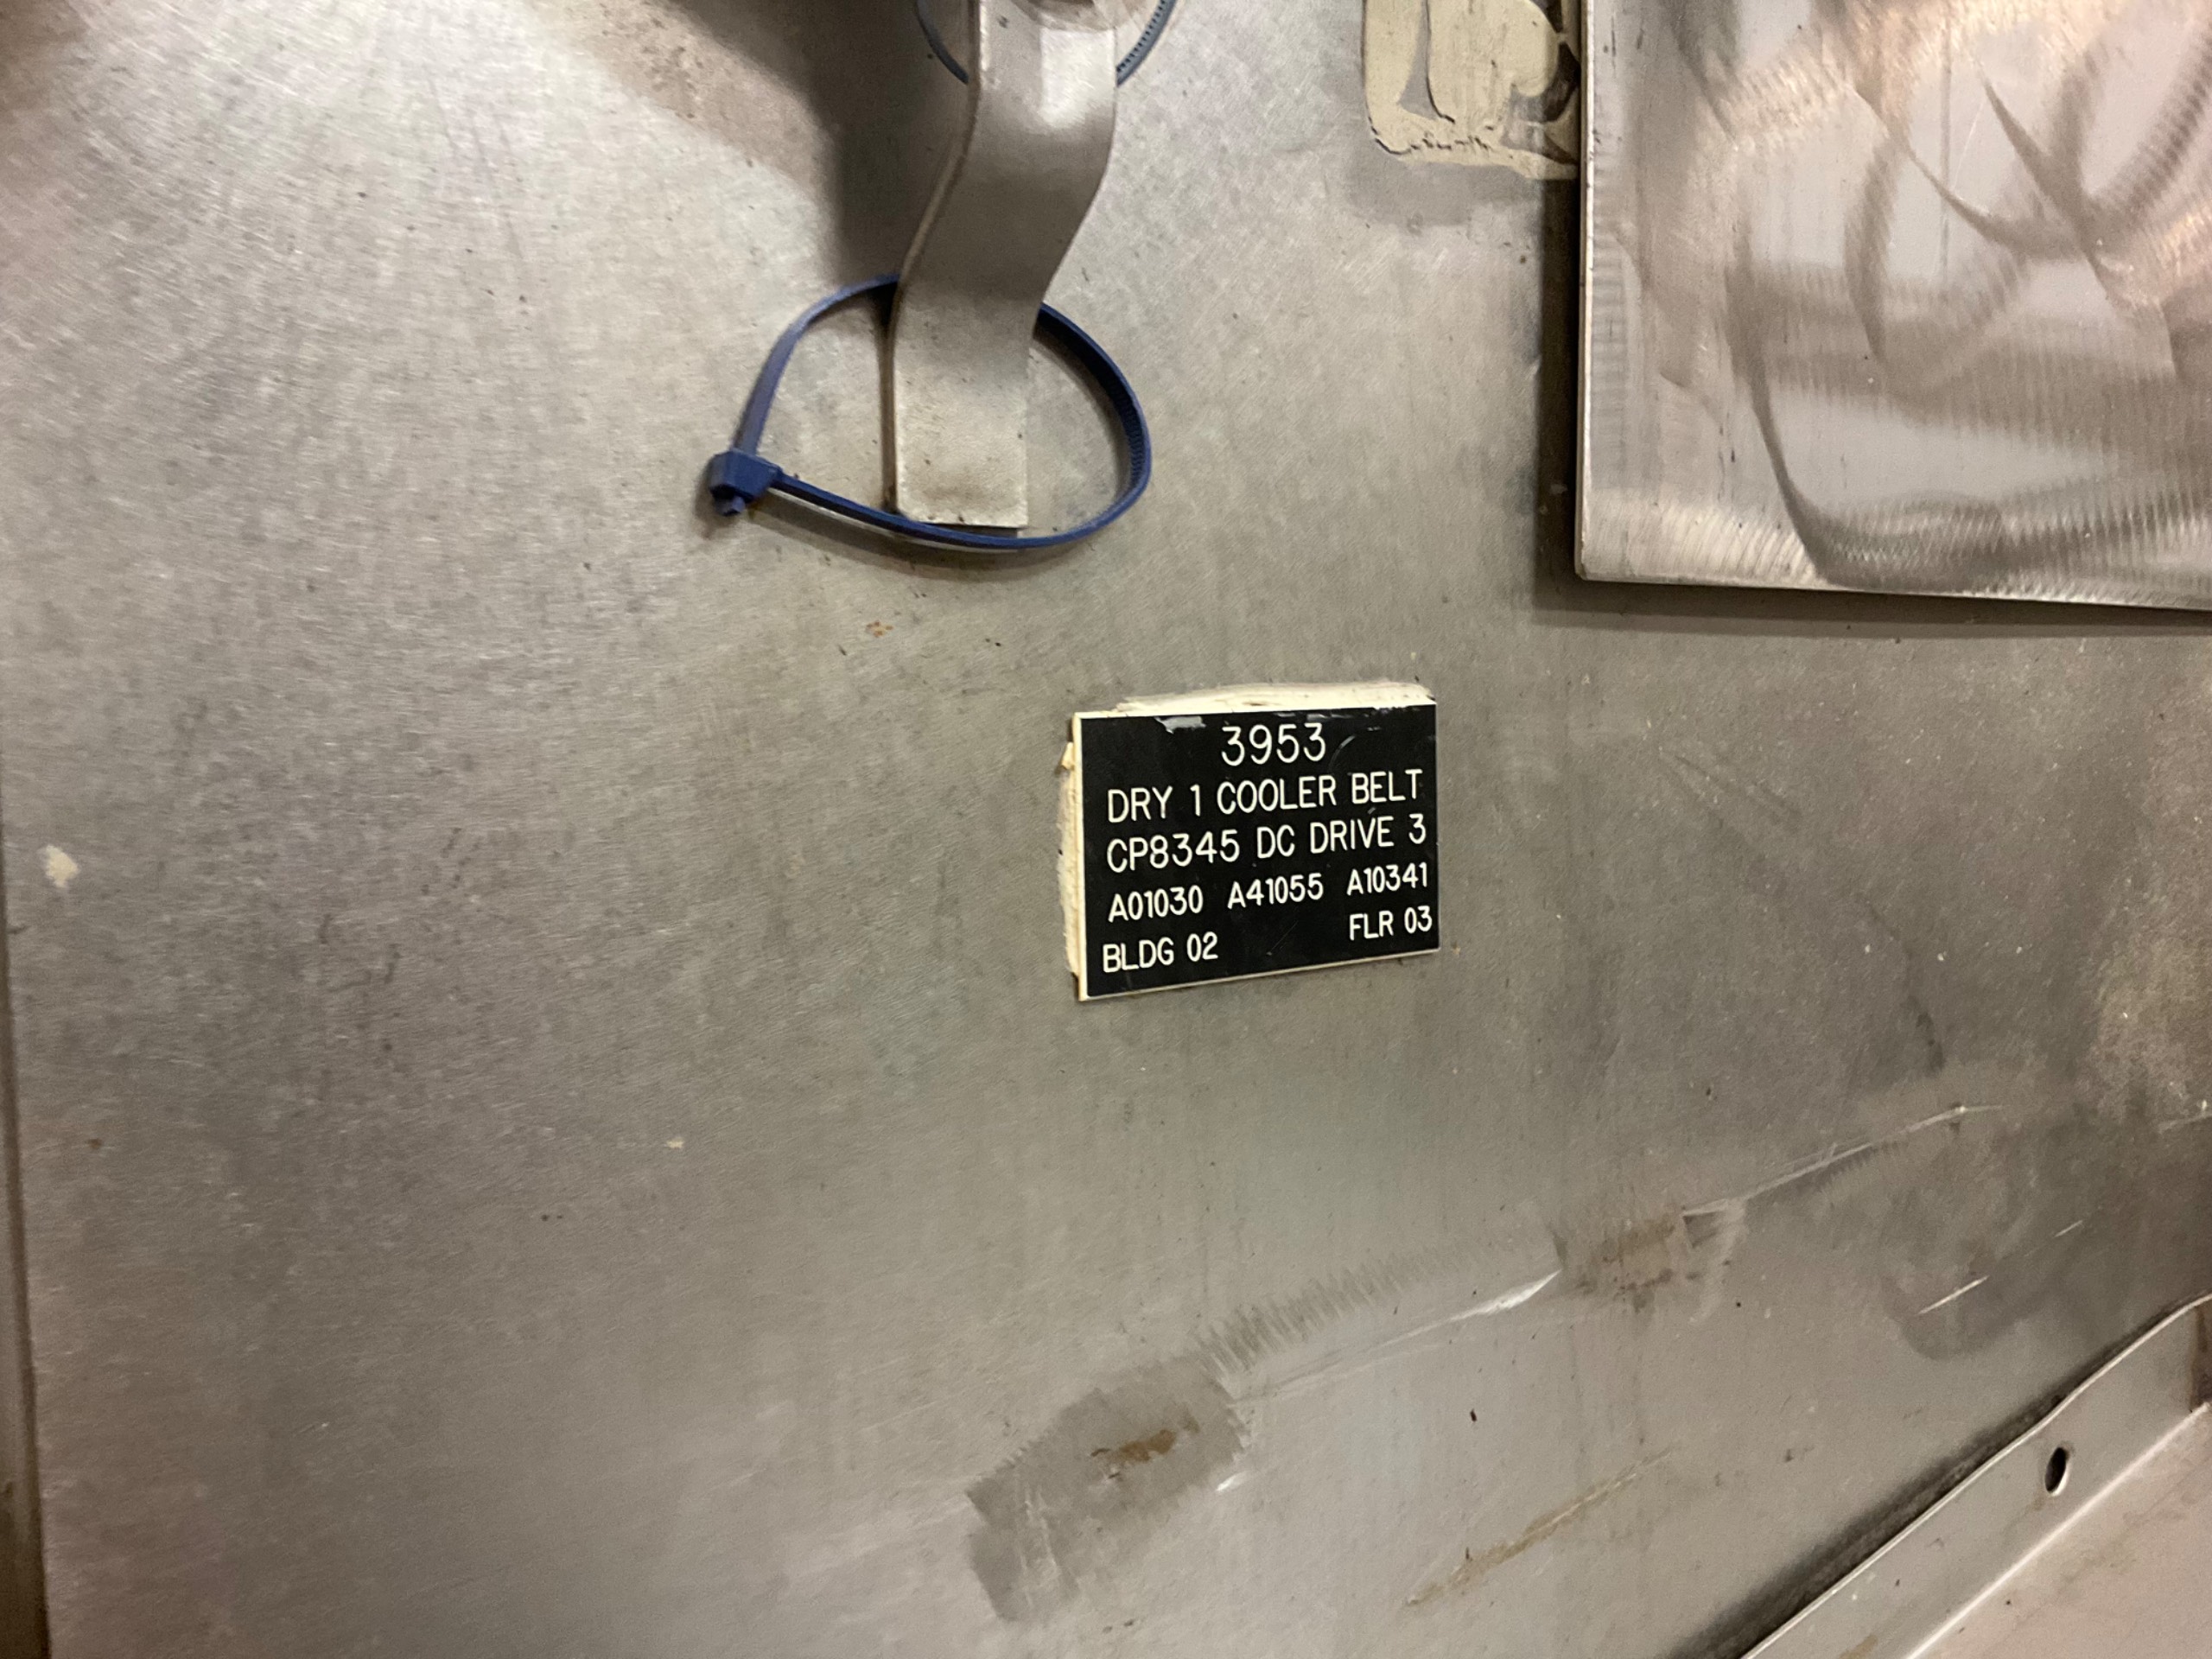 3953
DRY 1 COOLER BELT
CP8345 DC DRIVE 3
A01030 A41055 A10341
BLDG 02 FLR 03